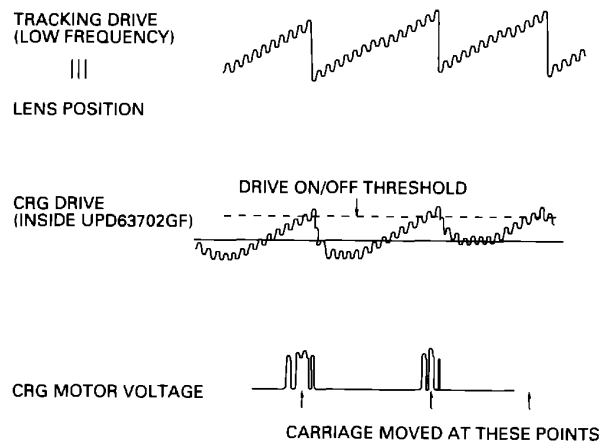 TRACKING DRIVE
(LOW FREQUENCY)
LENS POSITION
DRIVE ON/OFF THRESHOLD
CRG DRIVE
(INSIDE UPD63702GF)
CRG MOTOR VOLTAGE
CARRIAGE MOVED AT THESE POINTS